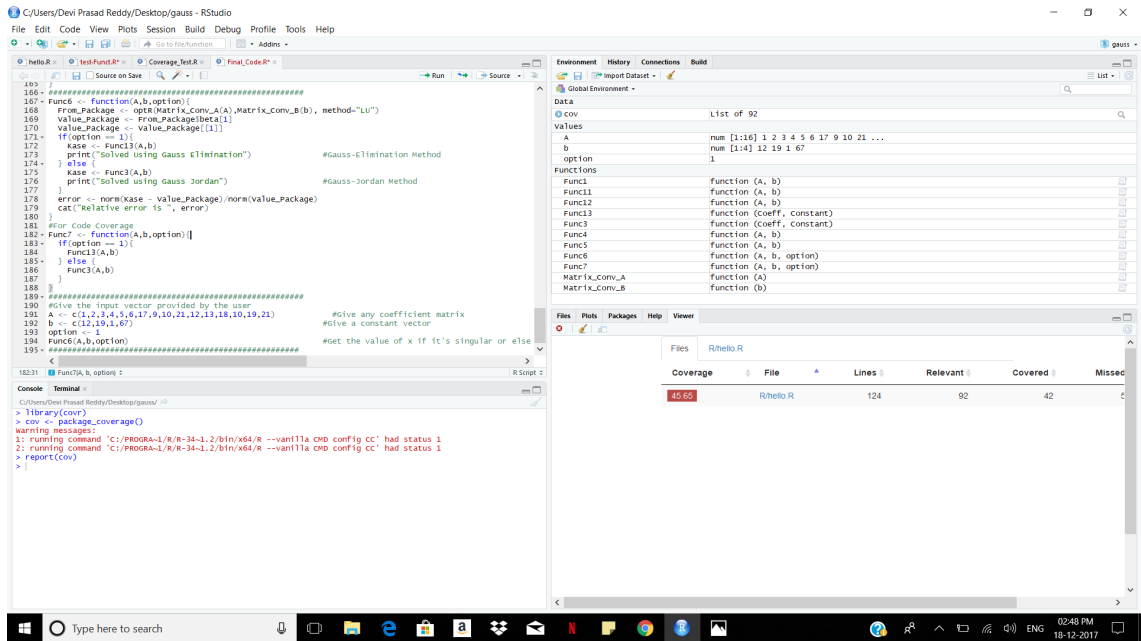 C:/Users/Devi Prasad Reddy/Desktop/gauss - RStudio
File Edit Code View Plots Session Build Debug Profile Tools Help
Go to file/function Addins gauss
hello.R test-Funct.R* Coverage_Test.R Final_Code.R*
Source on Save Run Source
165 }
166 #########################################################
167 Func6 <- function(A,b,option){
168 From_Package <- optR(Matrix_Conv_A(A),Matrix_Conv_B(b), method="LU")
169 Value_Package <- From_Package$beta[1]
170 Value_Package <- Value_Package[[1]]
171 if(option == 1){
172 Kase <- Func13(A,b)
173 print("Solved Using Gauss Elimination") #Gauss-Elimination Method
174 } else {
175 Kase <- Func3(A,b)
176 print("Solved using Gauss Jordan") #Gauss-Jordan Method
177 }
178 error <- norm(Kase - Value_Package)/norm(Value_Package)
179 cat("Relative error is ", error)
180 }
181 #For Code Coverage
182 Func7 <- function(A,b,option){
183 if(option == 1){
184 Func13(A,b)
185 } else {
186 Func3(A,b)
187 }
188 }
189 #########################################################
190 #Give the input vector provided by the user
191 A <- c(1,2,3,4,5,6,17,9,10,21,12,13,18,10,19,21) #Give any coefficient matrix
192 b <- c(12,19,1,67) #Give a constant vector
193 option <- 1
194 Func6(A,b,option) #Get the value of x if it's singular or else
195 ########################################################
182:31 Func7(A, b, option) R Script
Console Terminal
C:/Users/Devi Prasad Reddy/Desktop/gauss/
> library(covr)
> cov <- package_coverage()
Warning messages:
1: running command 'C:/PROGRA~1/R/R-34~1.2/bin/x64/R --vanilla CMD config CC' had status 1
2: running command 'C:/PROGRA~1/R/R-34~1.2/bin/x64/R --vanilla CMD config CC' had status 1
> report(cov)
>
Environment History Connections Build
Import Dataset List
Global Environment
Data
cov List of 92
Values
A num [1:16] 1 2 3 4 5 6 17 9 10 21 ...
b num [1:4] 12 19 1 67
option 1
Functions
Func1 function (A, b)
Func11 function (A, b)
Func12 function (A, b)
Func13 function (Coeff, Constant)
Func3 function (Coeff, Constant)
Func4 function (A, b)
Func5 function (A, b)
Func6 function (A, b, option)
Func7 function (A, b, option)
Matrix_Conv_A function (A)
Matrix_Conv_B function (b)
Files Plots Packages Help Viewer
Files R/hello.R
Coverage File Lines Relevant Covered Missed
45.65 R/hello.R 124 92 42 5
Type here to search
ENG
02:48 PM
18-12-2017